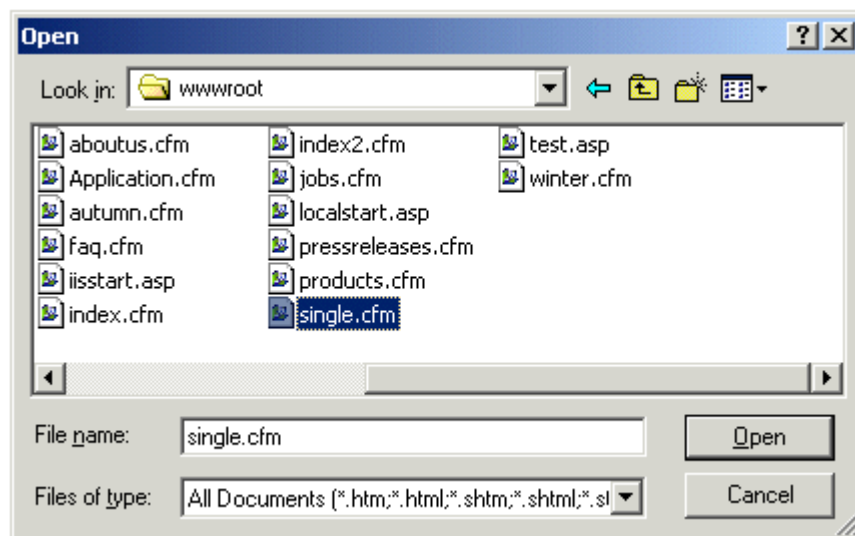 Open
Look in: wwwroot
aboutus.cfm index2.cfm test.asp
Application.cfm jobs.cfm winter.cfm
autumn.cfm localstart.asp
faq.cfm pressreleases.cfm
iisstart.asp products.cfm
index.cfm single.cfm
File name: single.cfm Open
Files of type: All Documents (*.htm;*.html;*.shtm;*.shtml;*.sl Cancel